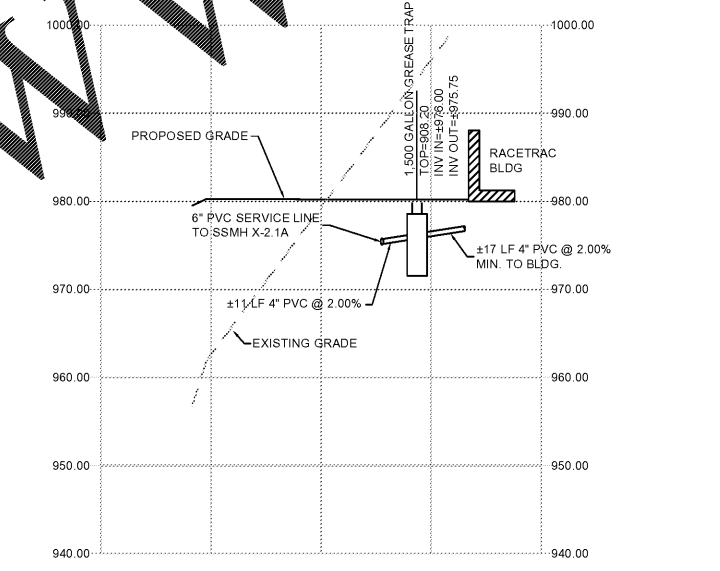 1000.00
1000.00
1,500 GALLON GREASE TRAP
TOP=908.20
INV IN=±976.00
INV OUT=±975.75
990.00
990.00
PROPOSED GRADE
RACETRAC
BLDG
980.00
980.00
6" PVC SERVICE LINE
TO SSMH X-2.1A
±17 LF 4" PVC @ 2.00%
MIN. TO BLDG.
970.00
970.00
±11 LF 4" PVC @ 2.00%
EXISTING GRADE
960.00
960.00
950.00
950.00
940.00
940.00